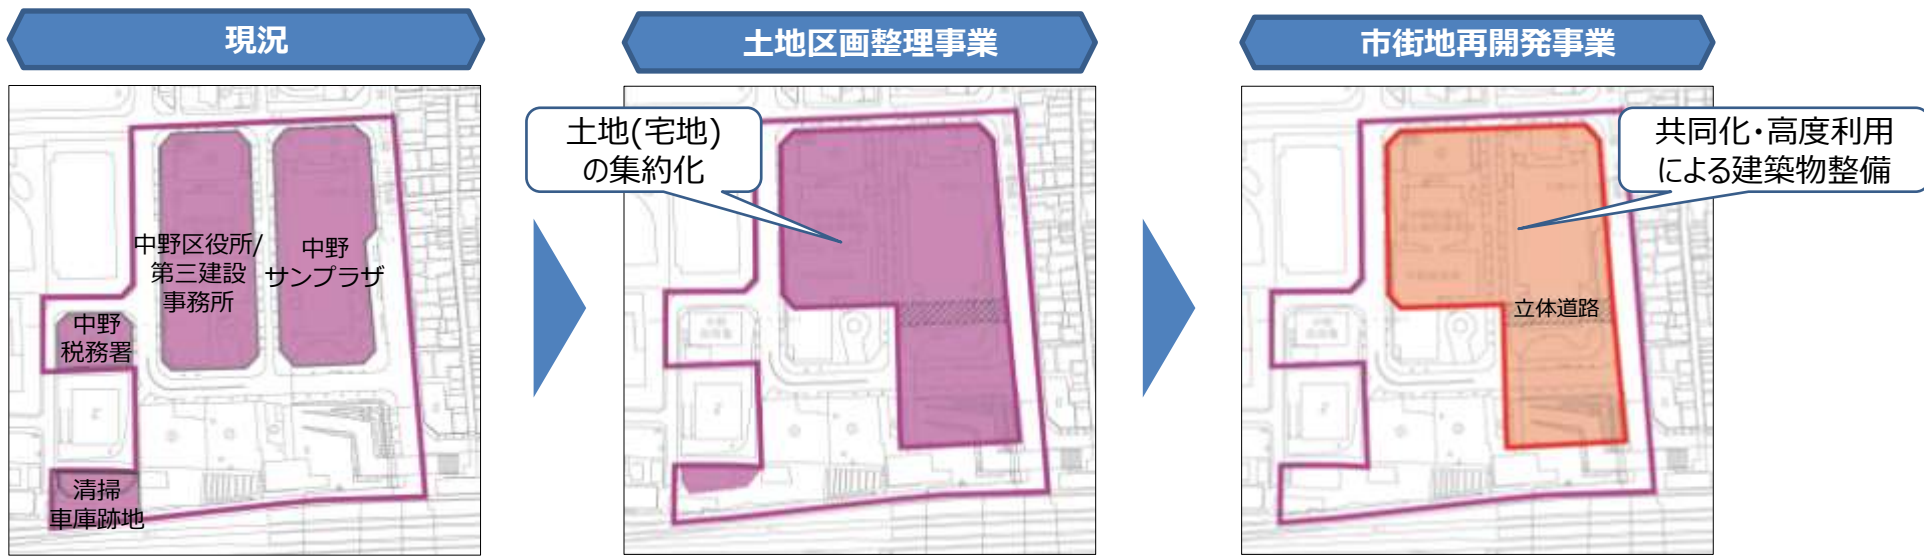 現況
土地区画整理事業
市街地再開発事業
中野区役所/
第三建設
事務所
中野
サンプラザ
中野
税務署
清掃
車庫跡地
土地(宅地)
の集約化
共同化・高度利用
による建築物整備
立体道路